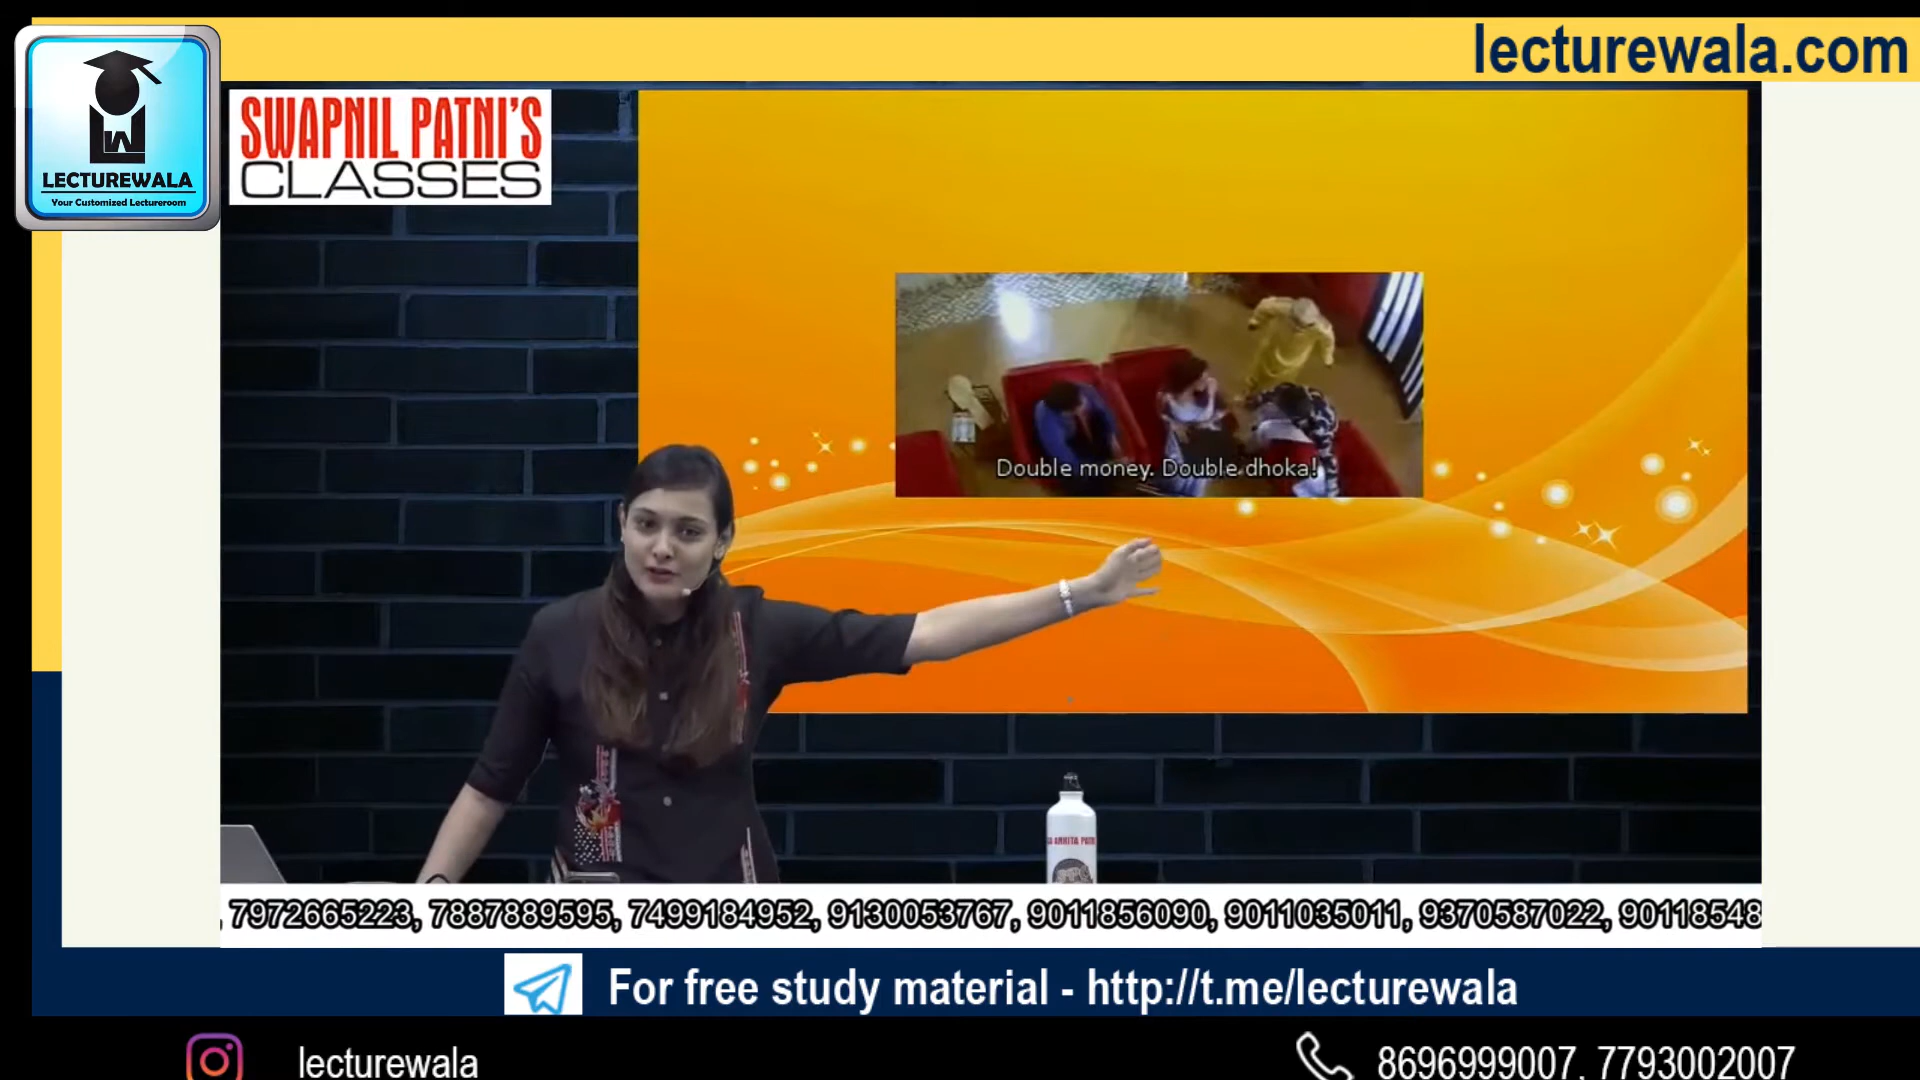 lecturewala.com
LW
LECTUREWALA
Your Customized Lectureroom
SWAPNIL PATNI'S
CLASSES
Double money. Double dhoka!
, 7972665223, 7887889595, 7499184952, 9130053767, 9011856090, 9011035011, 9370587022, 90118548
For free study material - http://t.me/lecturewala
lecturewala
8696999007, 7793002007